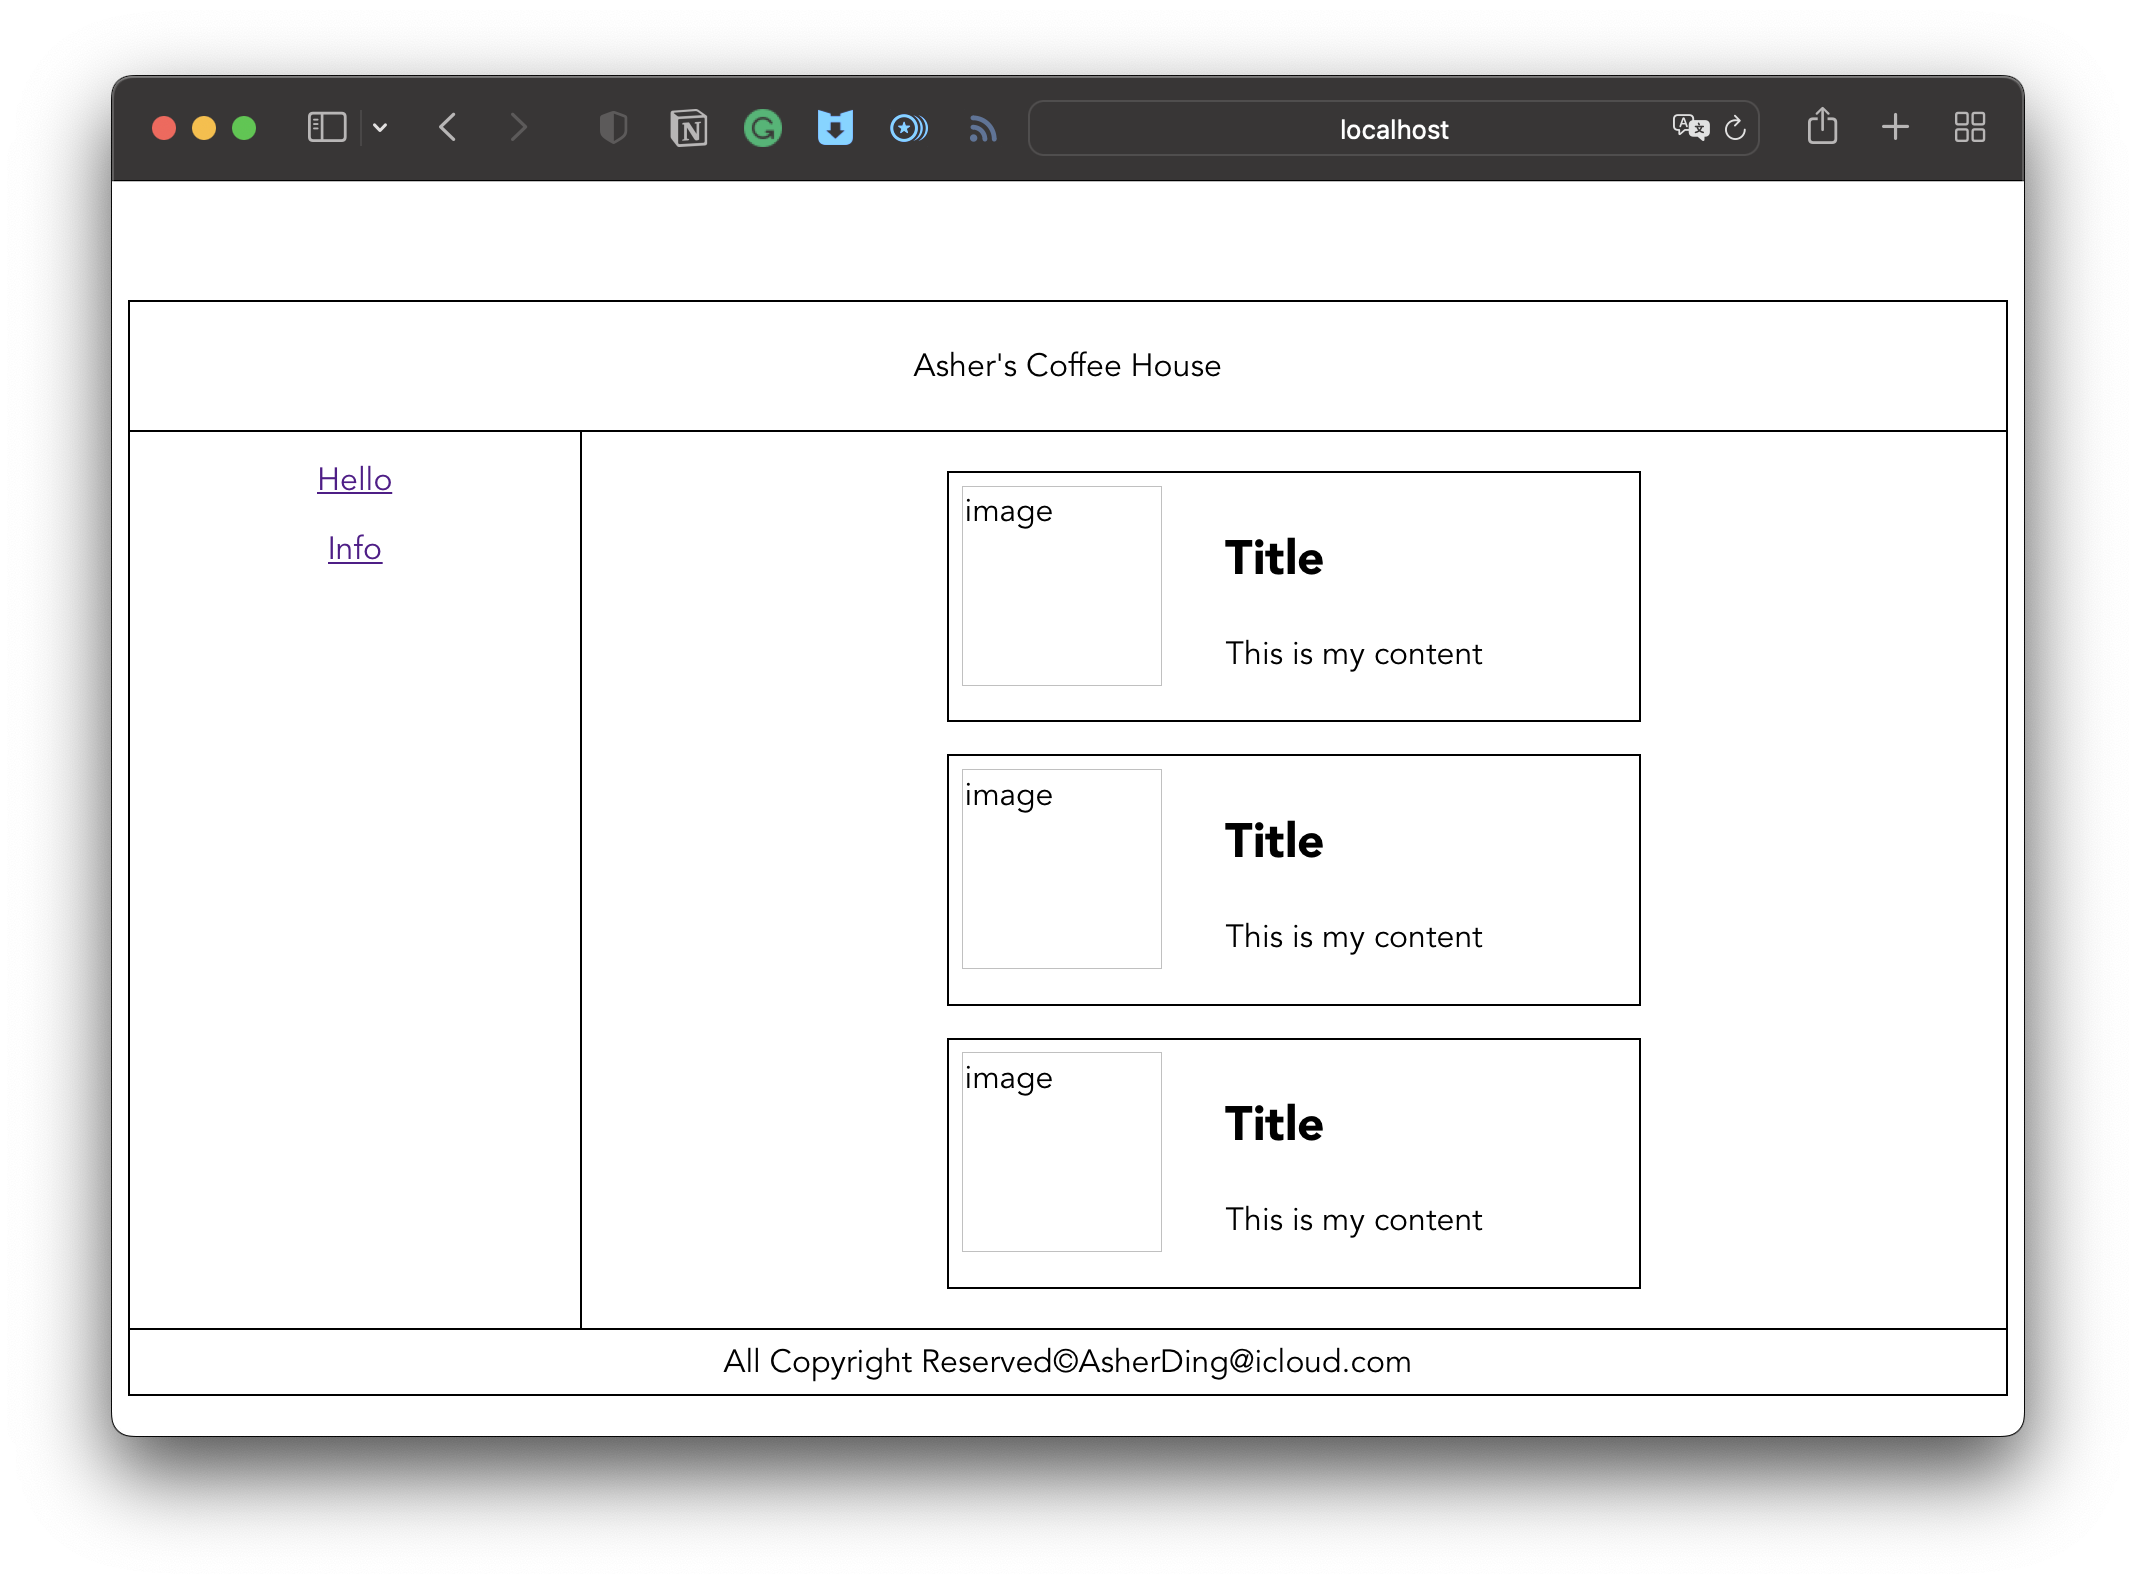 localhost
Asher's Coffee House
Hello
Info
image
Title
This is my content
image
Title
This is my content
image
Title
This is my content
All Copyright Reserved©AsherDing@icloud.com